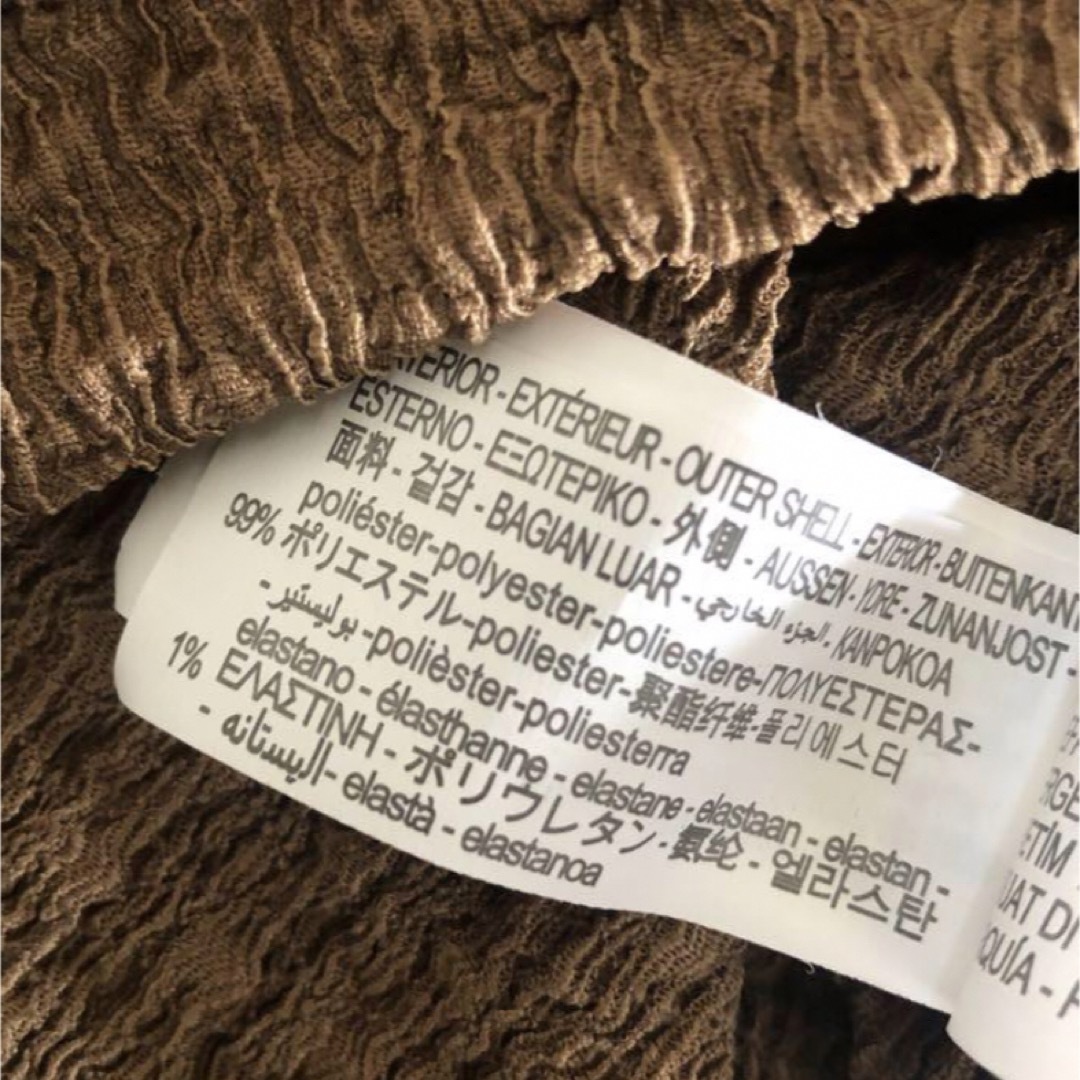 EXTÉRIEUR - OUTER SHELL - EXTERIOR - BUITENKANT
ESTERNO - ΕΞΩΤΕΡΙΚΟ - 外側 - AUSSEN - YDRE - ZUNANJOST -
面料 - 겉감 - BAGIAN LUAR - الجزء الخارجي. KANPOKOA
99% poliéster-polyester-poliestere-ΠΟΛΥΕΣΤΕΡΑΣ-
ポリエステル-poliester-聚酯纤维-폴리에스터
- بوليستير-polièster-poliesterra
1% elastano - élasthanne - elastane - elastaan - elastan -
ΕΛΑΣΤΙΝΗ - ポリウレタン - 氨纶 - 엘라스탄
- اليستانه - elastà - elastanoa
ETİM
QUÍA -